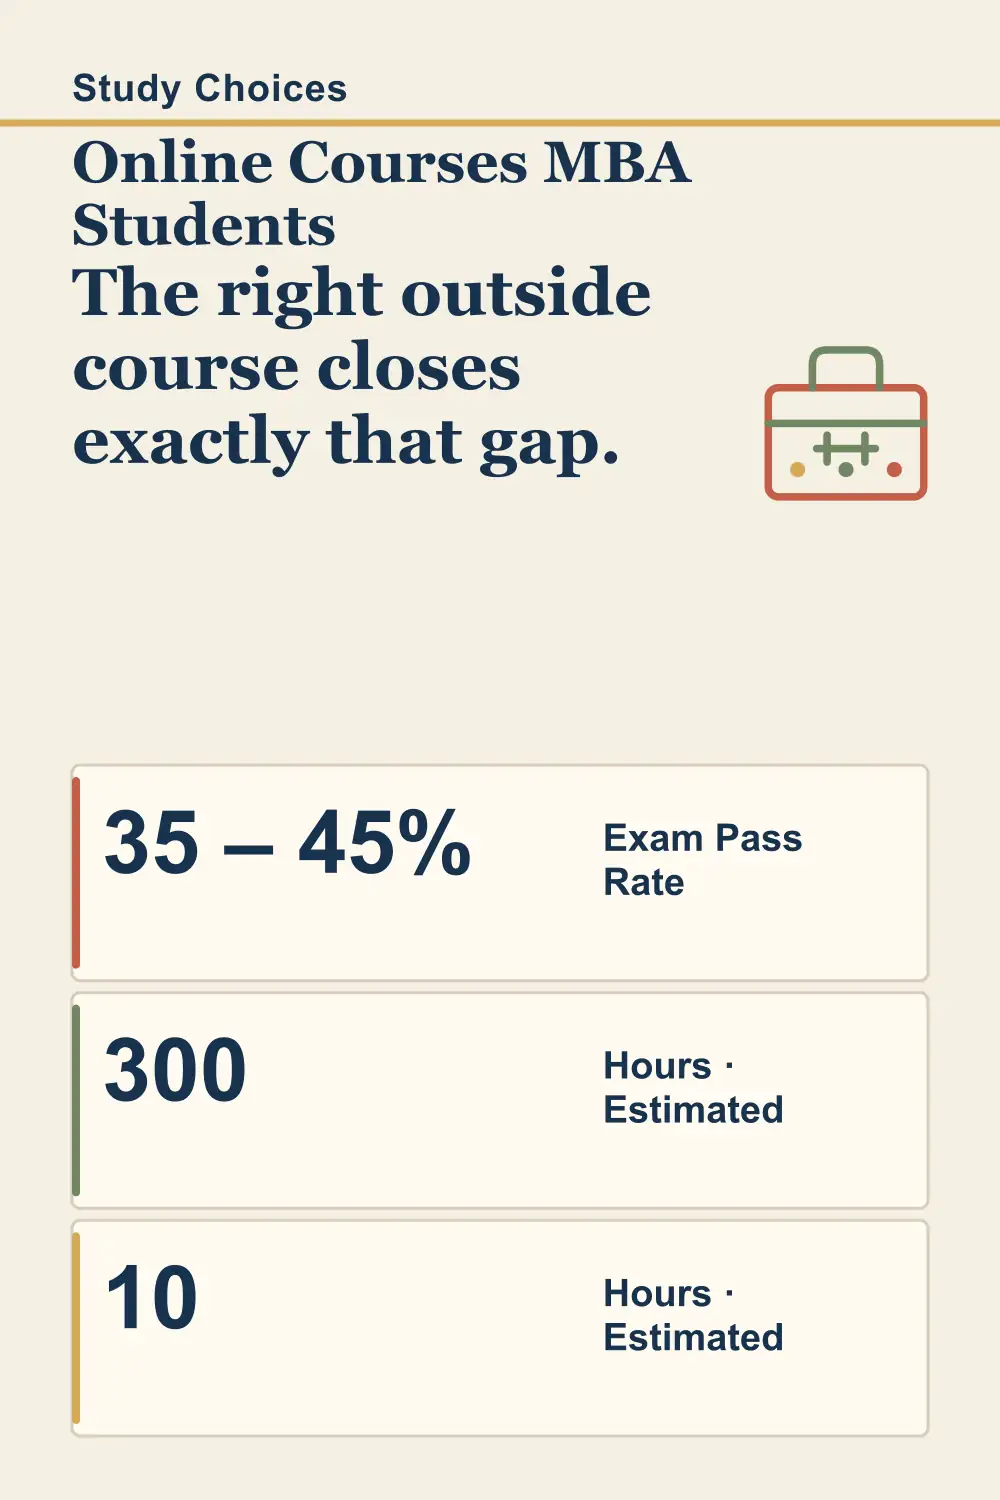 Study Choices
Online Courses MBA
Students
The right outside
course closes
exactly that gap.
35 – 45%
Exam Pass
Rate
300
Hours ·
Estimated
10
Hours ·
Estimated